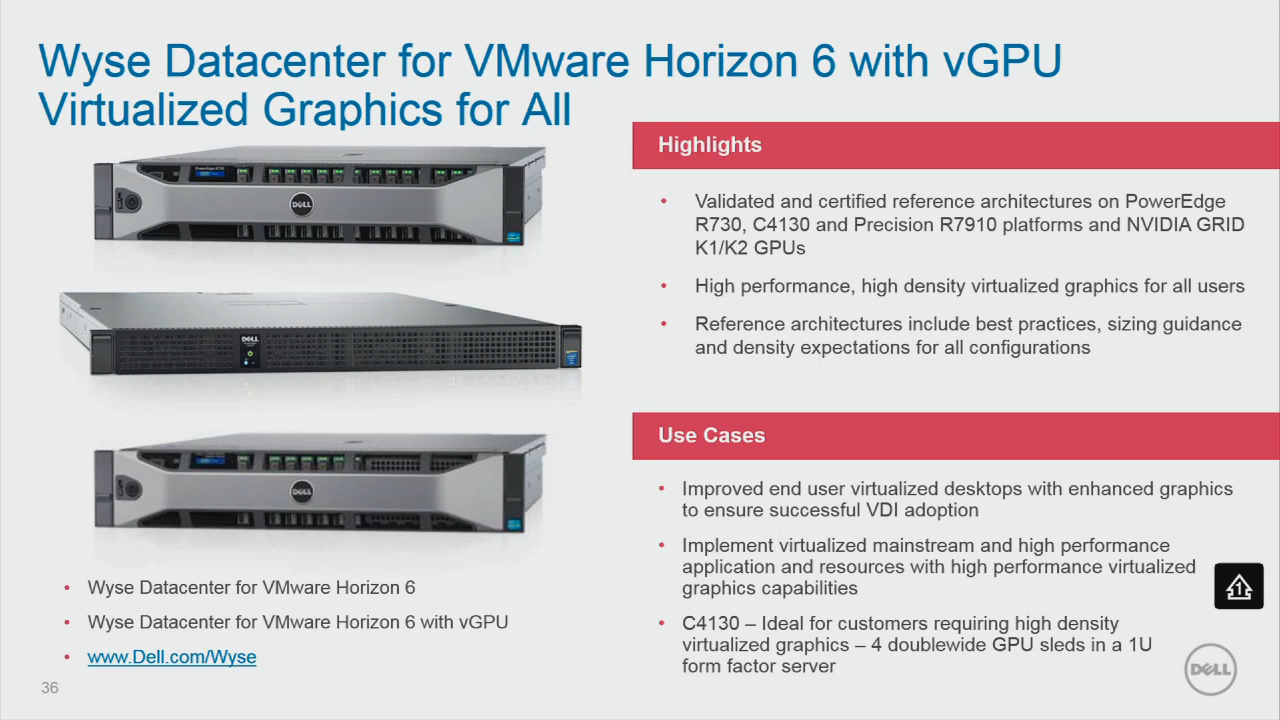 Wyse Datacenter for VMware Horizon 6 with vGPU
Virtualized Graphics for All
DELL
DELL
DELL
Highlights
• Validated and certified reference architectures on PowerEdge
R730, C4130 and Precision R7910 platforms and NVIDIA GRID
K1/K2 GPUs
• High performance, high density virtualized graphics for all users
• Reference architectures include best practices, sizing guidance
and density expectations for all configurations
Use Cases
• Improved end user virtualized desktops with enhanced graphics
to ensure successful VDI adoption
• Implement virtualized mainstream and high performance
application and resources with high performance virtualized
graphics capabilities
• C4130 – Ideal for customers requiring high density
virtualized graphics – 4 doublewide GPU sleds in a 1U
form factor server
• Wyse Datacenter for VMware Horizon 6
• Wyse Datacenter for VMware Horizon 6 with vGPU
• www.Dell.com/Wyse
1
DELL
36